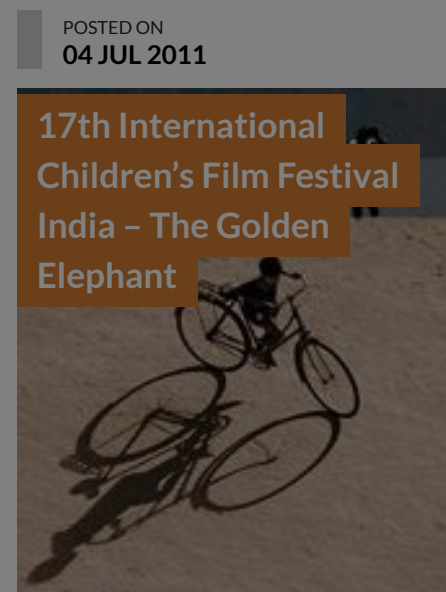 POSTED ON
04 JUL 2011
17th International
Children’s Film Festival
India – The Golden
Elephant